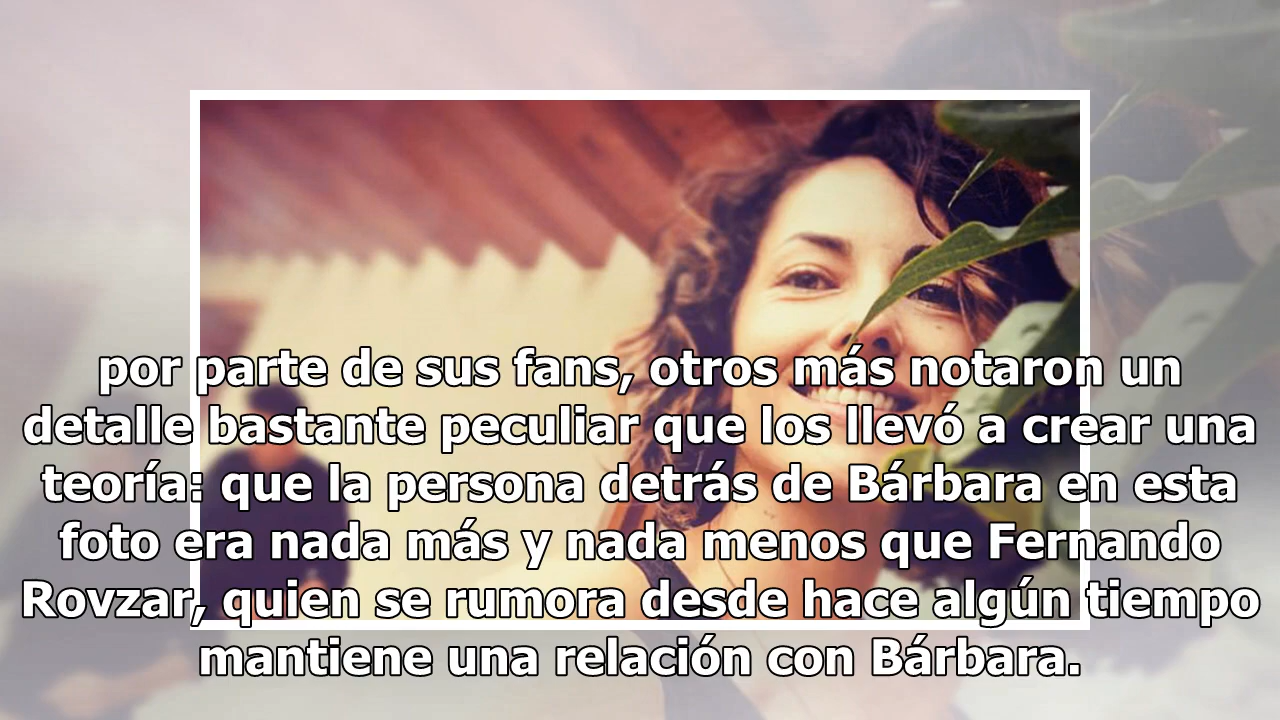 por parte de sus fans, otros más notaron un
detalle bastante peculiar que los llevó a crear una
teoría: que la persona detrás de Bárbara en esta
foto era nada más y nada menos que Fernando
Rovzar, quien se rumora desde hace algún tiempo
mantiene una relación con Bárbara.